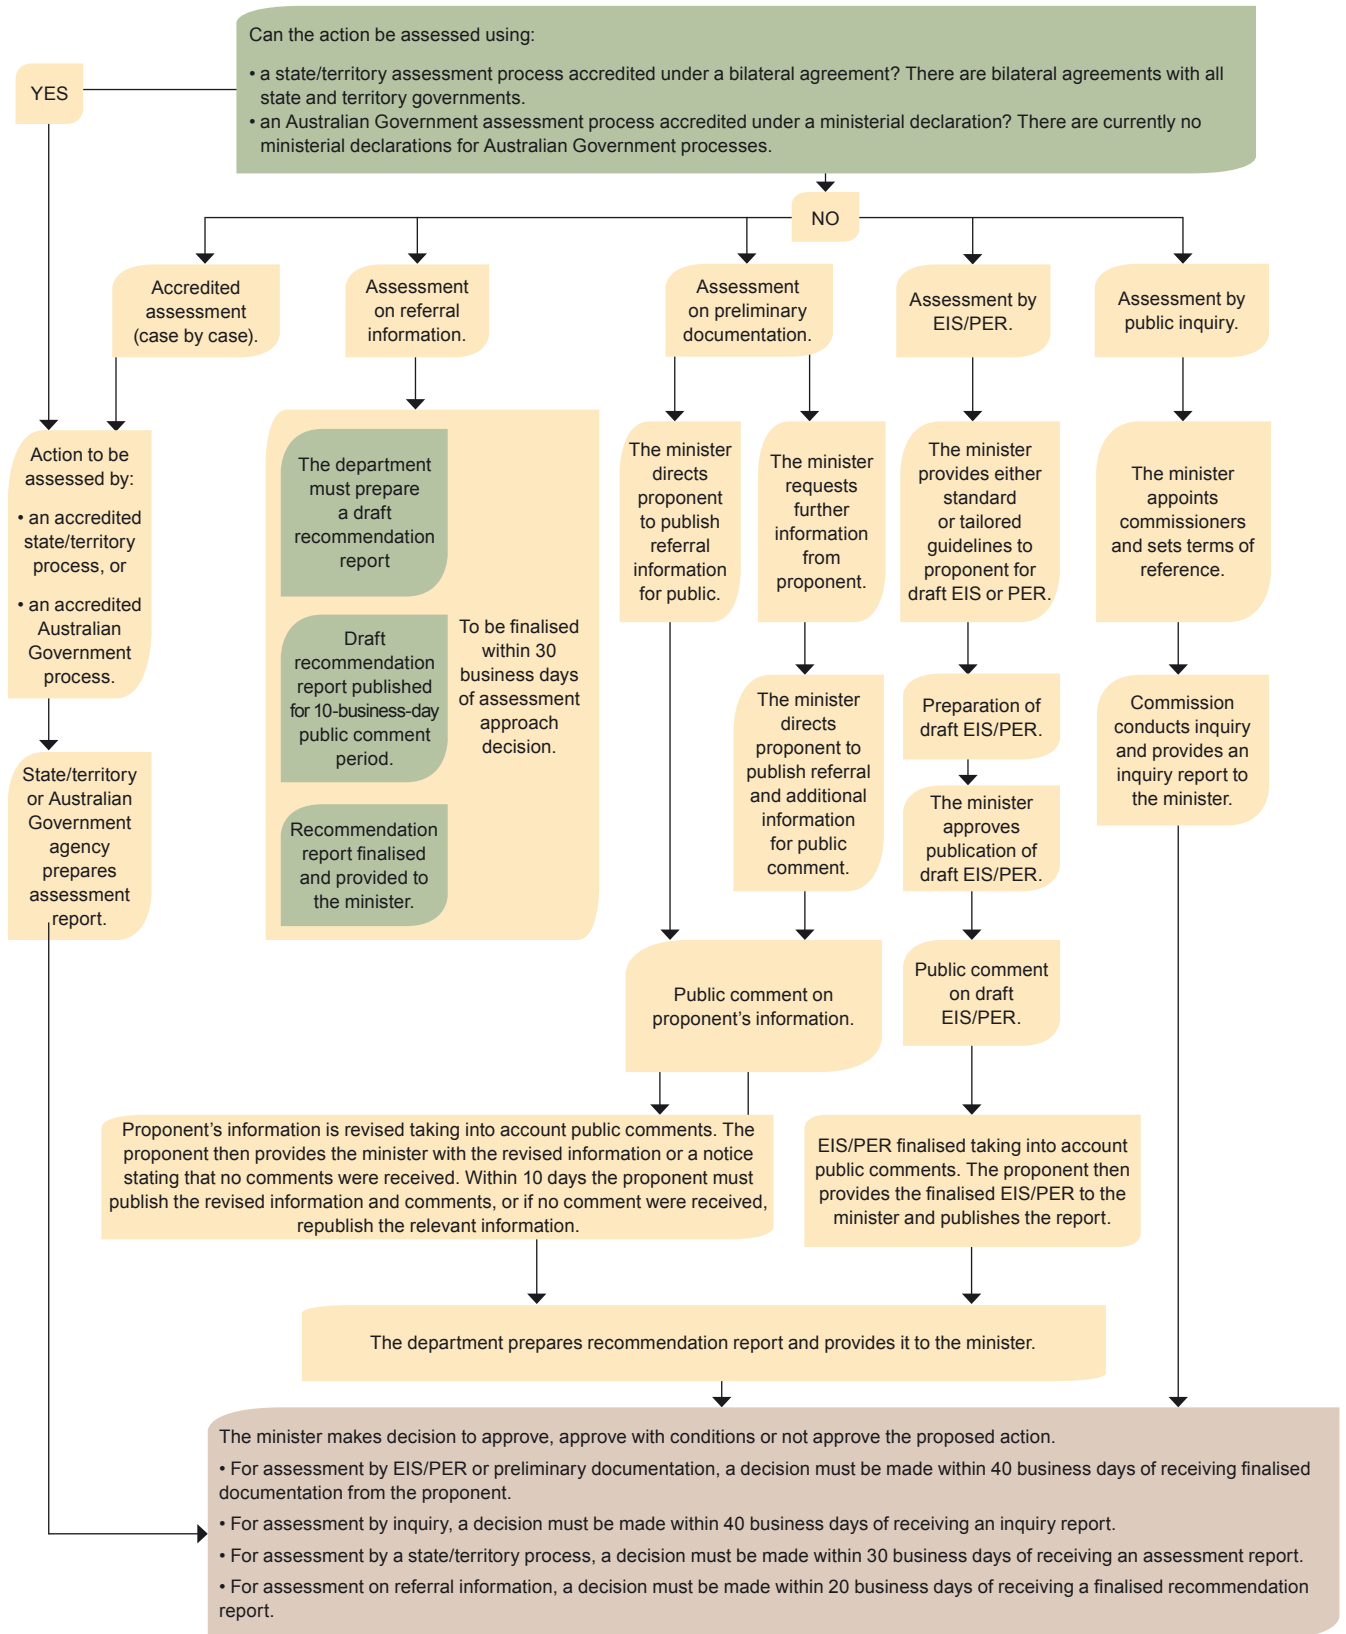 Can the action be assessed using:
• a state/territory assessment process accredited under a bilateral agreement? There are bilateral agreements with all
state and territory governments.
• an Australian Government assessment process accredited under a ministerial declaration? There are currently no
ministerial declarations for Australian Government processes.
YES
NO
Accredited
assessment
(case by case).
Assessment
on referral
information.
Assessment
on preliminary
documentation.
Assessment by
EIS/PER.
Assessment by
public inquiry.
Action to be
assessed by:
• an accredited
state/territory
process, or
• an accredited
Australian
Government
process.
State/territory
or Australian
Government
agency
prepares
assessment
report.
The department
must prepare
a draft
recommendation
report
Draft
recommendation
report published
for 10-business-day
public comment
period.
Recommendation
report finalised
and provided to
the minister.
To be finalised
within 30
business days
of assessment
approach
decision.
The minister
directs
proponent
to publish
referral
information
for public.
The minister
requests
further
information
from
proponent.
The minister
directs
proponent to
publish referral
and additional
information
for public
comment.
Public comment on
proponent’s information.
The minister
provides either
standard
or tailored
guidelines to
proponent for
draft EIS or PER.
Preparation of
draft EIS/PER.
The minister
approves
publication of
draft EIS/PER.
Public comment
on draft
EIS/PER.
The minister
appoints
commissioners
and sets terms of
reference.
Commission
conducts inquiry
and provides an
inquiry report to
the minister.
Proponent’s information is revised taking into account public comments. The
proponent then provides the minister with the revised information or a notice
stating that no comments were received. Within 10 days the proponent must
publish the revised information and comments, or if no comment were received,
republish the relevant information.
EIS/PER finalised taking into account
public comments. The proponent then
provides the finalised EIS/PER to the
minister and publishes the report.
The department prepares recommendation report and provides it to the minister.
The minister makes decision to approve, approve with conditions or not approve the proposed action.
• For assessment by EIS/PER or preliminary documentation, a decision must be made within 40 business days of receiving finalised
documentation from the proponent.
• For assessment by inquiry, a decision must be made within 40 business days of receiving an inquiry report.
• For assessment by a state/territory process, a decision must be made within 30 business days of receiving an assessment report.
• For assessment on referral information, a decision must be made within 20 business days of receiving a finalised recommendation
report.